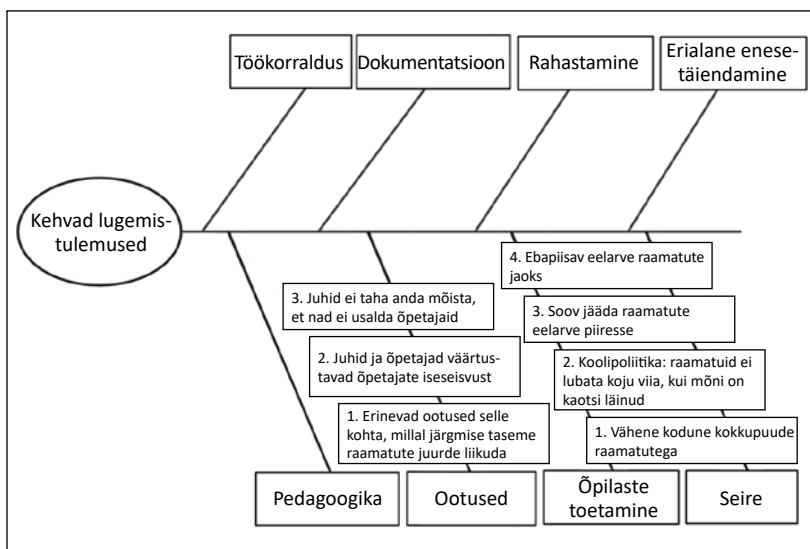 Töökorraldus
Dokumentatsioon
Rahastamine
Erialane enese-
täiendamine
Kehvad lugemis-
tulemused
4. Ebapiisav eelarve raamatute
jaoks
3. Juhid ei taha anda mõista,
et nad ei usalda õpetajaid
3. Soov jääda raamatute
eelarve piiresse
2. Juhid ja õpetajad väärtus-
tavad õpetajate iseseisvust
2. Koolipoliitika: raamatuid ei
lubata koju viia, kui mõni on
kaotsi läinud
1. Erinevad ootused selle
kohta, millal järgmise taseme
raamatute juurde liikuda
1. Vähene kodune kokkupuude
raamatutega
Pedagoogika
Ootused
Õpilaste
toetamine
Seire